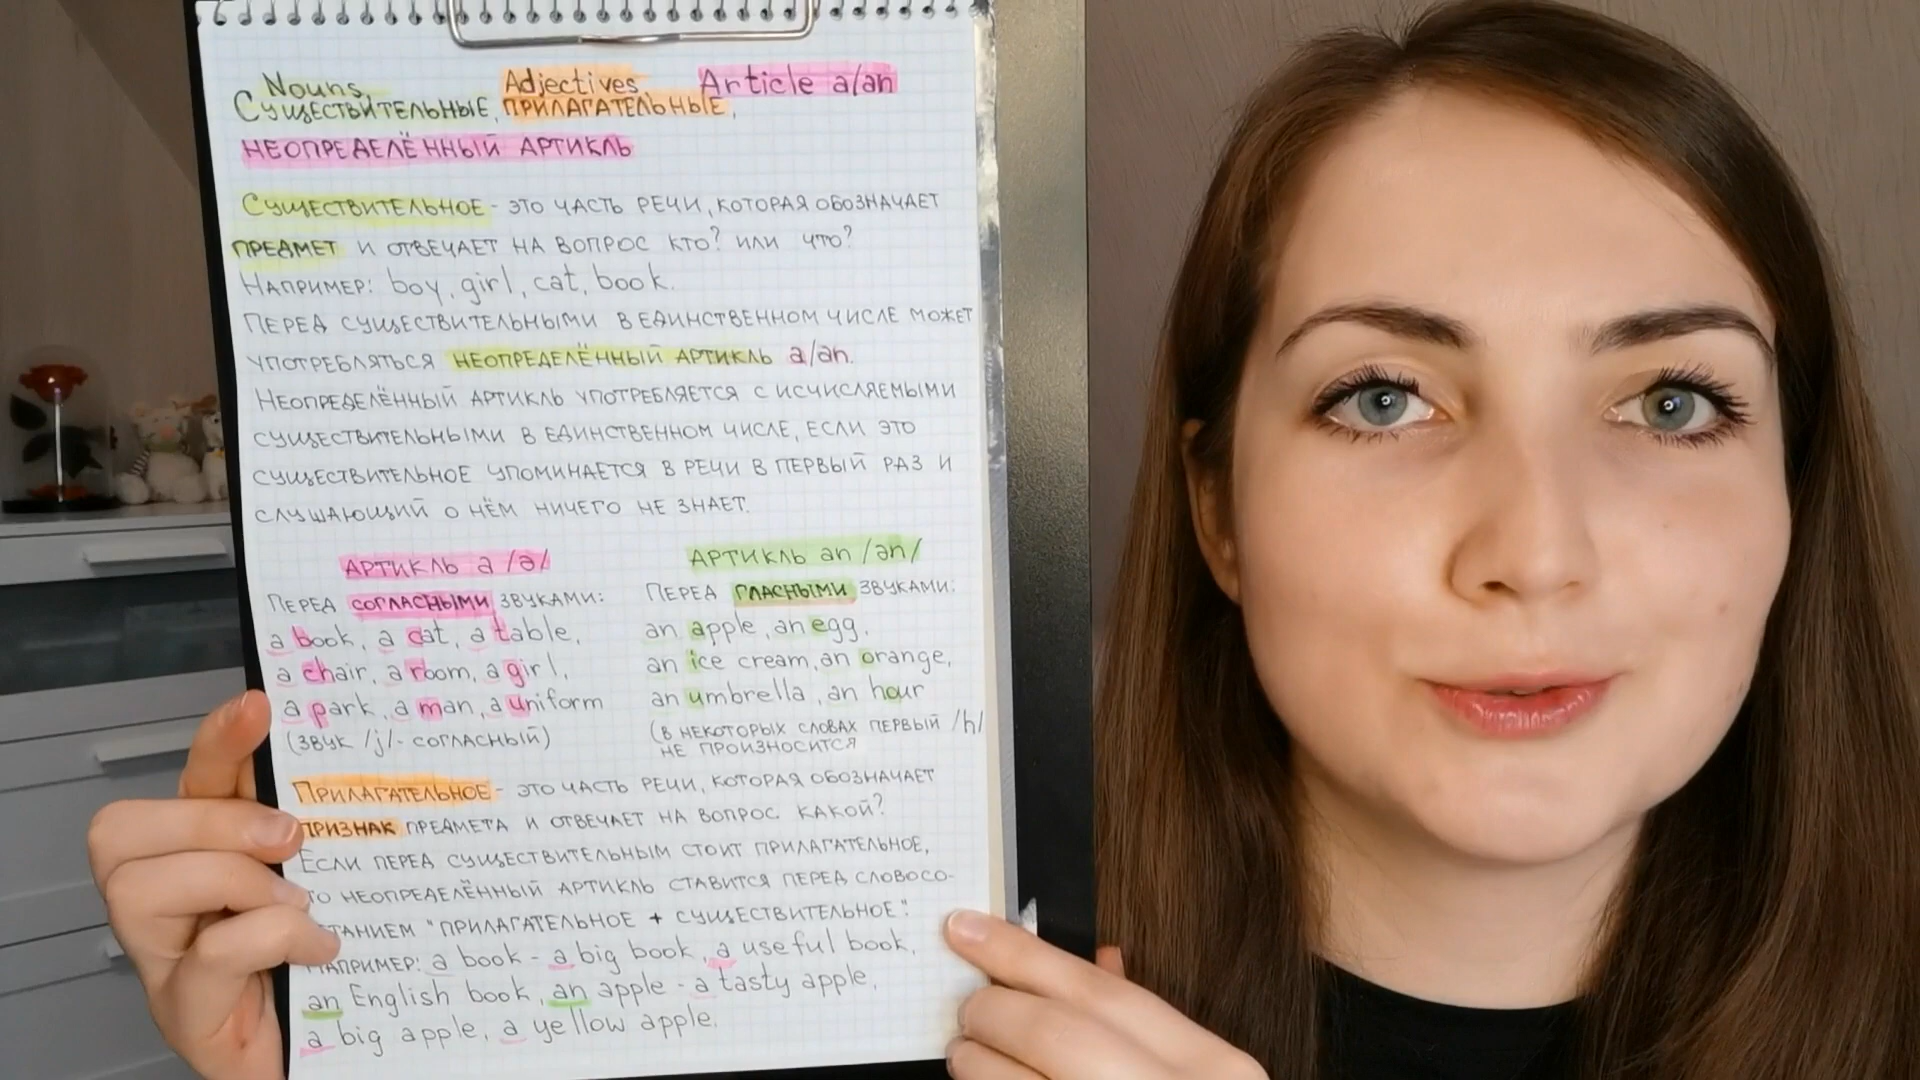 Nouns, Adjectives Article a/an
Существительные, прилагательные,
неопределённый артикль
Существительное - это часть речи, которая обозначает
предмет и отвечает на вопрос кто? или что?
Например: boy, girl, cat, book.
Перед существительными в единственном числе может
употребляться неопределённый артикль a/an.
Неопределённый артикль употребляется с исчисляемыми
существительными в единственном числе, если это
существительное упоминается в речи в первый раз и
слушающий о нём ничего не знает.
Артикль a /ə/
Перед согласными звуками:
a book, a cat, a table,
a chair, a room, a girl,
a park, a man, a uniform
(звук /j/- согласный)
Артикль an /ən/
Перед гласными звуками:
an apple, an egg,
an ice cream, an orange,
an umbrella, an hour
(в некоторых словах первый /h/
не произносится
Прилагательное - это часть речи, которая обозначает
признак предмета и отвечает на вопрос какой?
Если перед существительным стоит прилагательное,
то неопределённый артикль ставится перед словосо-
танием "прилагательное + существительное".
Например: a book - a big book, a useful book,
an English book, an apple - a tasty apple,
a big apple, a yellow apple.